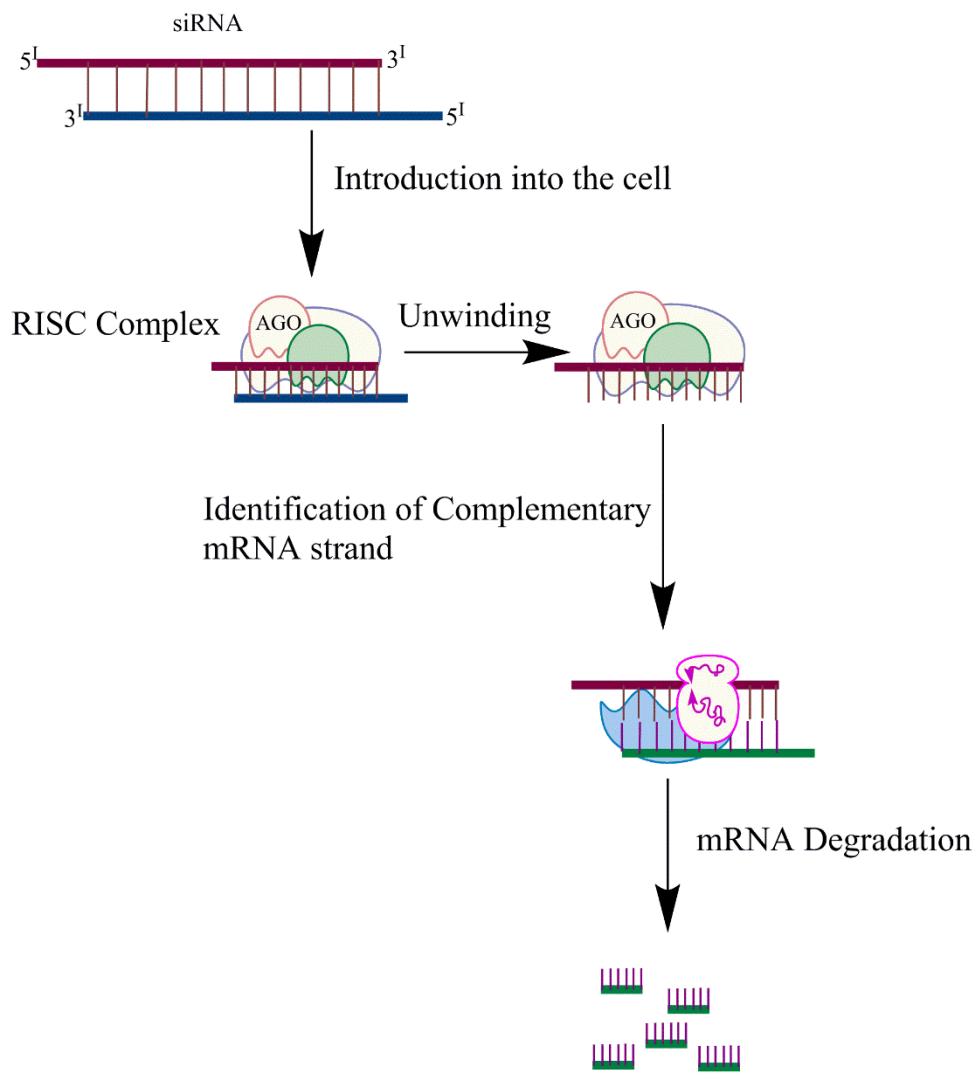 siRNA
5ᴵ
3ᴵ
3ᴵ
5ᴵ
Introduction into the cell
RISC Complex
AGO
Unwinding
AGO
Identification of Complementary
mRNA strand
mRNA Degradation